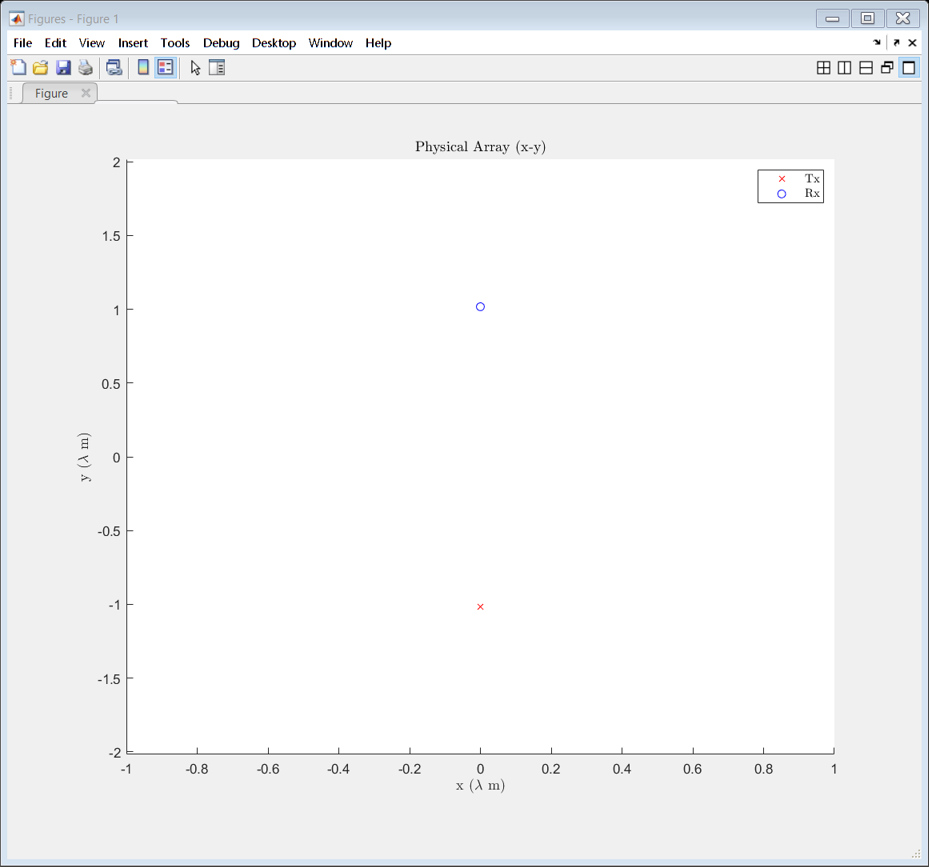 Figures - Figure 1
File Edit View Insert Tools Debug Desktop Window Help
Figure
Physical Array (x-y)
Tx
Rx
2
1.5
1
0.5
0
-0.5
-1
-1.5
-2
y (λ m)
-1 -0.8 -0.6 -0.4 -0.2 0 0.2 0.4 0.6 0.8 1
x (λ m)